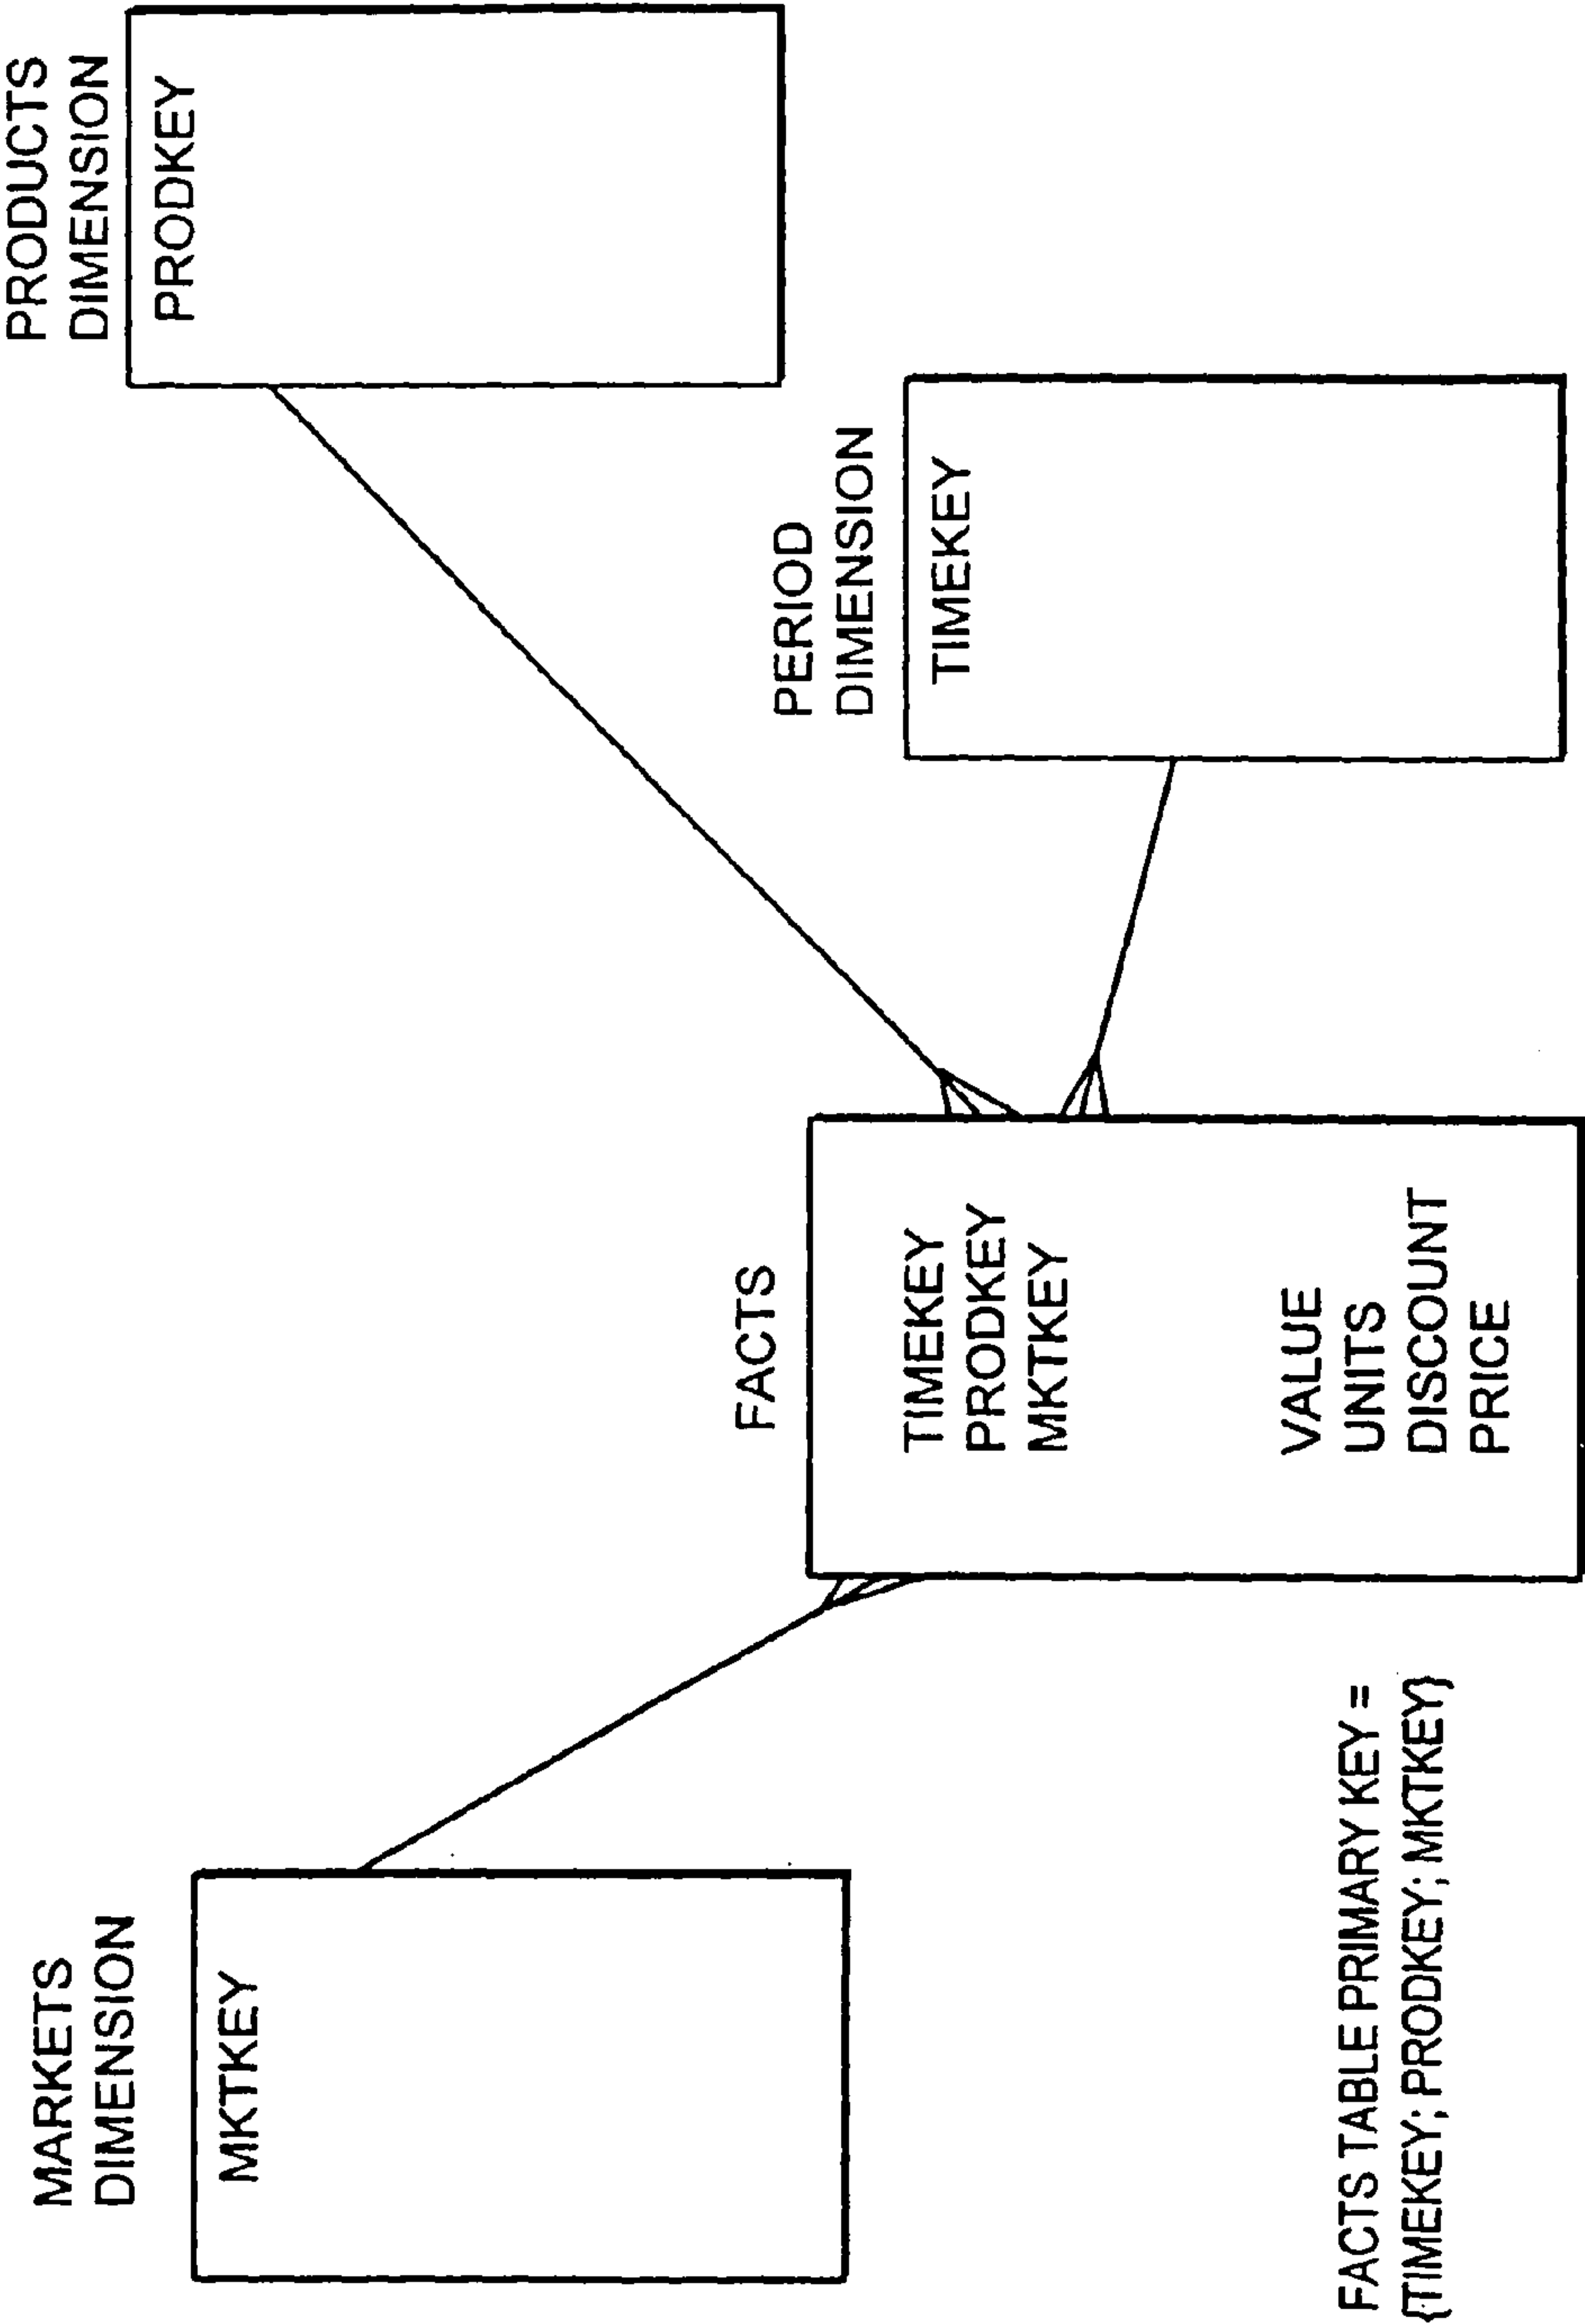 MARKETS
DIMENSION
MKTKEY
FACTS TABLE PRIMARY KEY =
{TIMEKEY; PRODKEY; MKTKEY}
FACTS
TIMEKEY
PRODKEY
MKTKEY
VALUE
UNITS
DISCOUNT
PRICE
PERIOD
DIMENSION
TIMEKEY
PRODUCTS
DIMENSION
PRODKEY